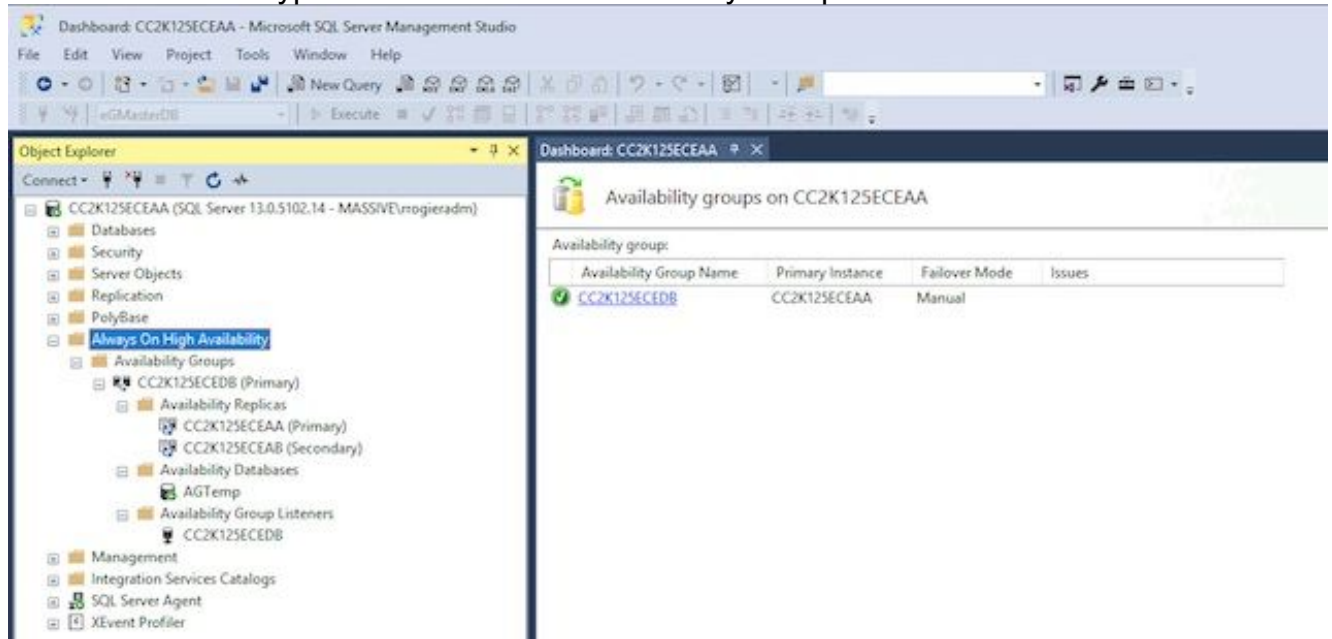 Dashboard: CC2K125ECEAA - Microsoft SQL Server Management Studio
File Edit View Project Tools Window Help
New Query
eGMasterDB Execute
Object Explorer
Connect
CC2K125ECEAA (SQL Server 13.0.5102.14 - MASSIVE\rrogieradm)
Databases
Security
Server Objects
Replication
PolyBase
Always On High Availability
Availability Groups
CC2K125ECEDB (Primary)
Availability Replicas
CC2K125ECEAA (Primary)
CC2K125ECEAB (Secondary)
Availability Databases
AGTemp
Availability Group Listeners
CC2K125ECEDB
Management
Integration Services Catalogs
SQL Server Agent
XEvent Profiler
Dashboard: CC2K125ECEAA
Availability groups on CC2K125ECEAA
Availability group:
Availability Group Name Primary Instance Failover Mode Issues
CC2K125ECEDB CC2K125ECEAA Manual